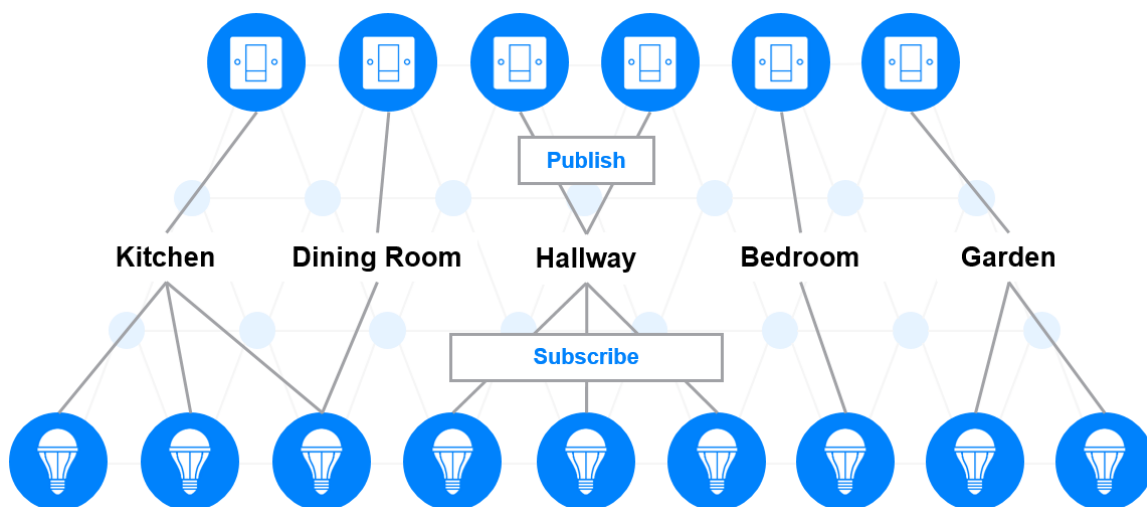 Publish
Kitchen
Dining Room
Hallway
Bedroom
Garden
Subscribe